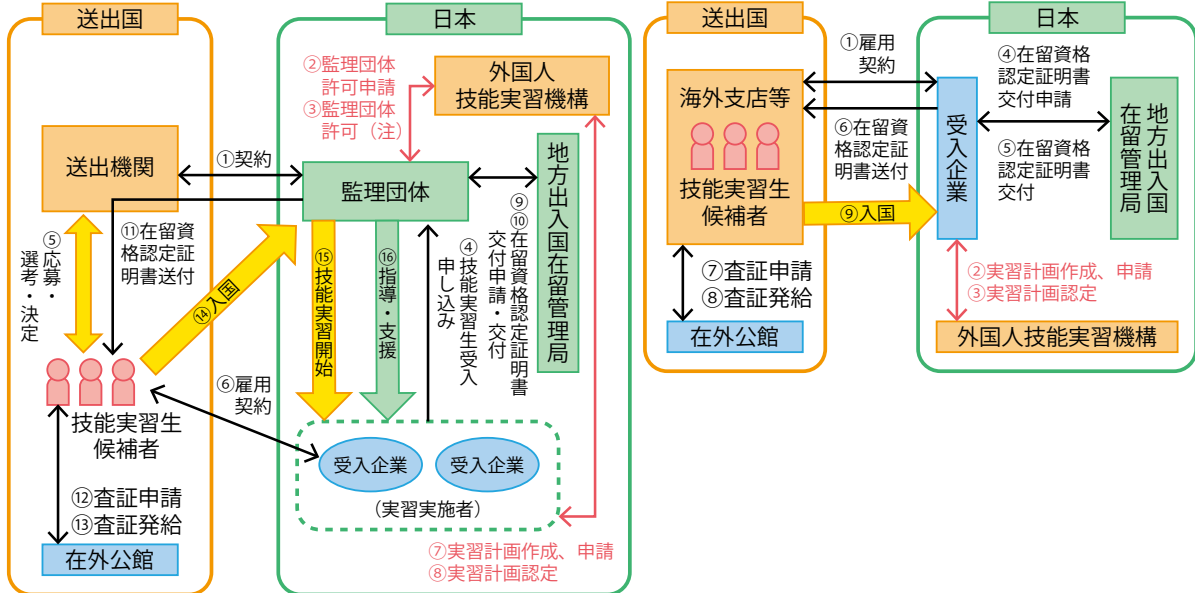 送出国
日本
②監理団体
許可申請
③監理団体
許可（注）
外国人
技能実習機構
送出機関
①契約
監理団体
地方出入国在留管理局
⑤応募・
選考・決定
⑪在留資
格認定証
明書送付
⑭入国
⑮技能実習開始
⑯指導・支援
④技能実習生受入
申し込み
⑨
⑩在留資格認定証明書
交付申請・交付
技能実習生
候補者
⑥雇用
契約
受入企業
受入企業
（実習実施者）
⑫査証申請
⑬査証発給
在外公館
⑦実習計画作成、申請
⑧実習計画認定
送出国
日本
海外支店等
技能実習生
候補者
①雇用
契約
⑥在留資
格認定証
明書送付
⑨入国
受入企業
④在留資格
認定証明書
交付申請
⑤在留資格
認定証明書
交付
地方出入国
在留管理局
⑦査証申請
⑧査証発給
在外公館
②実習計画作成、申請
③実習計画認定
外国人技能実習機構